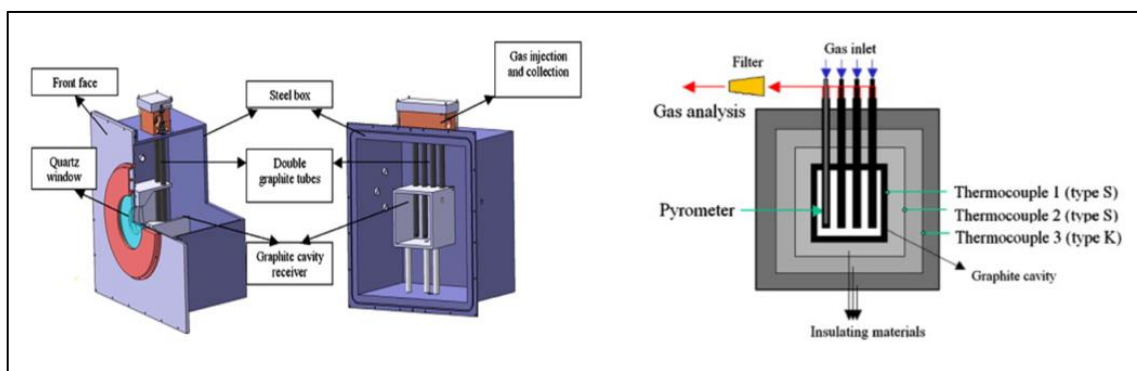 Front face
Quartz
window
Steel box
Double
graphite tubes
Graphite cavity
receiver
Gas injection
and collection
Gas inlet
Filter
Gas analysis
Pyrometer
Thermocouple 1 (type S)
Thermocouple 2 (type S)
Thermocouple 3 (type K)
Graphite cavity
Insulating materials